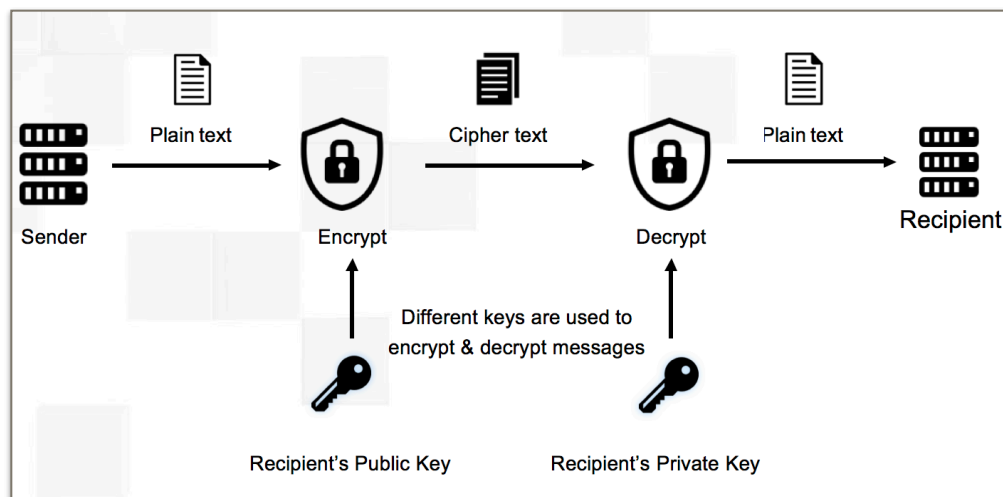 Plain text
Cipher text
Plain text
Sender
Encrypt
Decrypt
Recipient
Different keys are used to
encrypt & decrypt messages
Recipient’s Public Key
Recipient’s Private Key